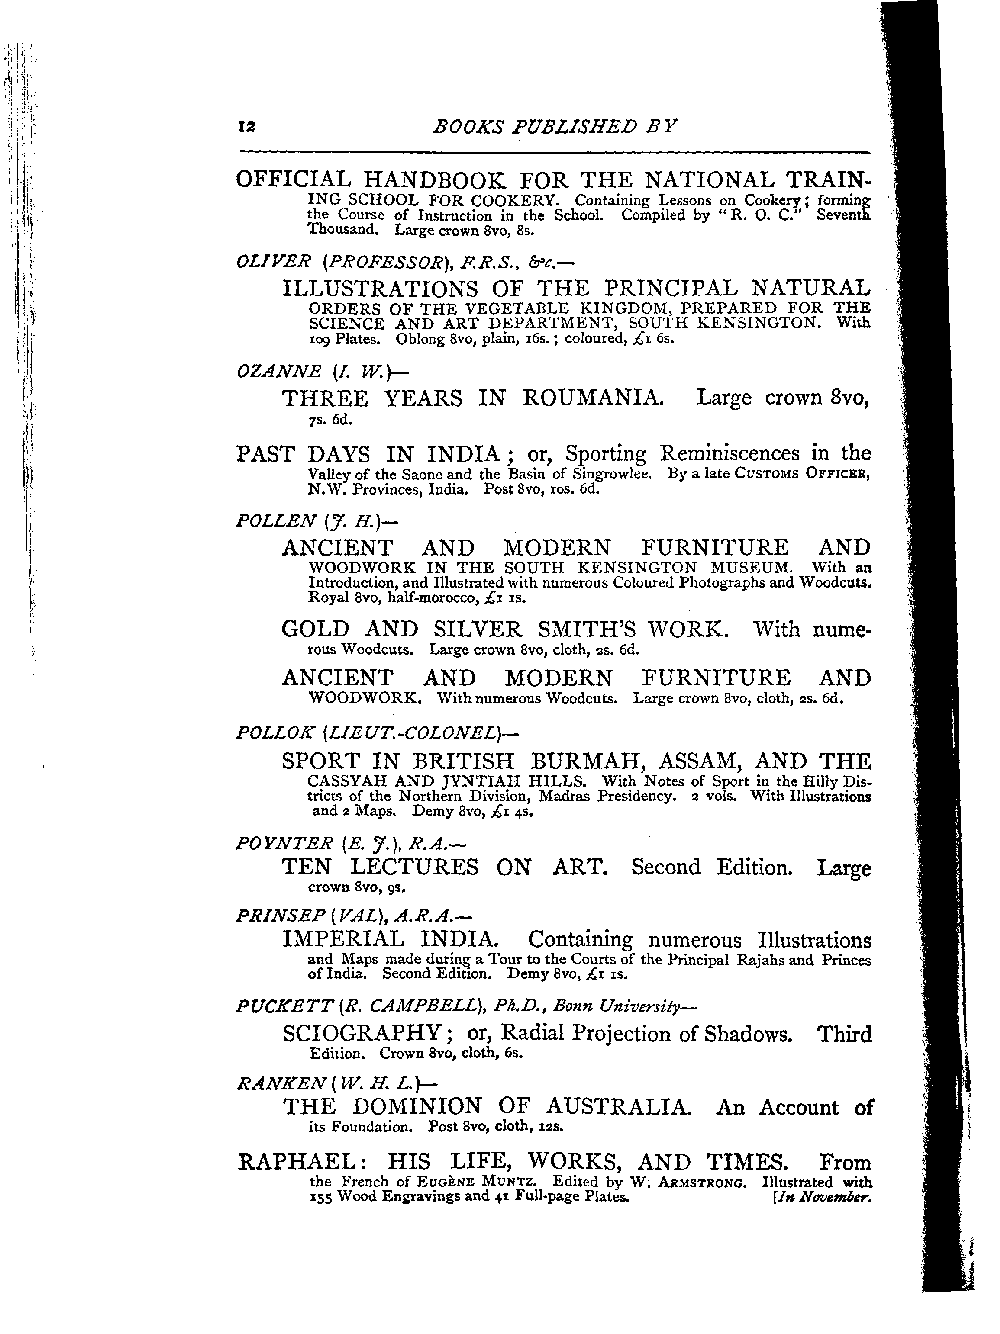 12 BOOKS PUBLISHED BY
OFFICIAL HANDBOOK FOR THE NATIONAL TRAIN-
ING SCHOOL FOR COOKERY. Containing Lessons on Cookery; forming
the Course of Instruction in the School. Compiled by "R. O. C." Seventh
Thousand. Large crown 8vo, 8s.
OLIVER (PROFESSOR), F.R.S., &c.—
ILLUSTRATIONS OF THE PRINCIPAL NATURAL
ORDERS OF THE VEGETABLE KINGDOM, PREPARED FOR THE
SCIENCE AND ART DEPARTMENT, SOUTH KENSINGTON. With
109 Plates. Oblong 8vo, plain, 16s.; coloured, £1 6s.
OZANNE (J. W.)—
THREE YEARS IN ROUMANIA. Large crown 8vo,
7s. 6d.
PAST DAYS IN INDIA; or, Sporting Reminiscences in the
Valley of the Saone and the Basin of Singrowlee. By a late CUSTOMS OFFICER,
N.W. Provinces, India. Post 8vo, 10s. 6d.
POLLEN (J. H.)—
ANCIENT AND MODERN FURNITURE AND
WOODWORK IN THE SOUTH KENSINGTON MUSEUM. With an
Introduction, and Illustrated with numerous Coloured Photographs and Woodcuts.
Royal 8vo, half-morocco, £1 1s.
GOLD AND SILVER SMITH'S WORK. With nume-
rous Woodcuts. Large crown 8vo, cloth, 2s. 6d.
ANCIENT AND MODERN FURNITURE AND
WOODWORK. With numerous Woodcuts. Large crown 8vo, cloth, 2s. 6d.
POLLOK (LIEUT.-COLONEL)—
SPORT IN BRITISH BURMAH, ASSAM, AND THE
CASSYAH AND JYNTIAH HILLS. With Notes of Sport in the Hilly Dis-
tricts of the Northern Division, Madras Presidency. 2 vols. With Illustrations
and 2 Maps. Demy 8vo, £1 4s.
POYNTER (E. J.), R.A.—
TEN LECTURES ON ART. Second Edition. Large
crown 8vo, 9s.
PRINSEP (VAL), A.R.A.—
IMPERIAL INDIA. Containing numerous Illustrations
and Maps made during a Tour to the Courts of the Principal Rajahs and Princes
of India. Second Edition. Demy 8vo, £1 1s.
PUCKETT (R. CAMPBELL), Ph.D., Bonn University—
SCIOGRAPHY; or, Radial Projection of Shadows. Third
Edition. Crown 8vo, cloth, 6s.
RANKEN (W. H. L.)—
THE DOMINION OF AUSTRALIA. An Account of
its Foundation. Post 8vo, cloth, 12s.
RAPHAEL: HIS LIFE, WORKS, AND TIMES. From
the French of EUGÈNE MUNTZ. Edited by W. ARMSTRONG. Illustrated with
155 Wood Engravings and 41 Full-page Plates. [In November.